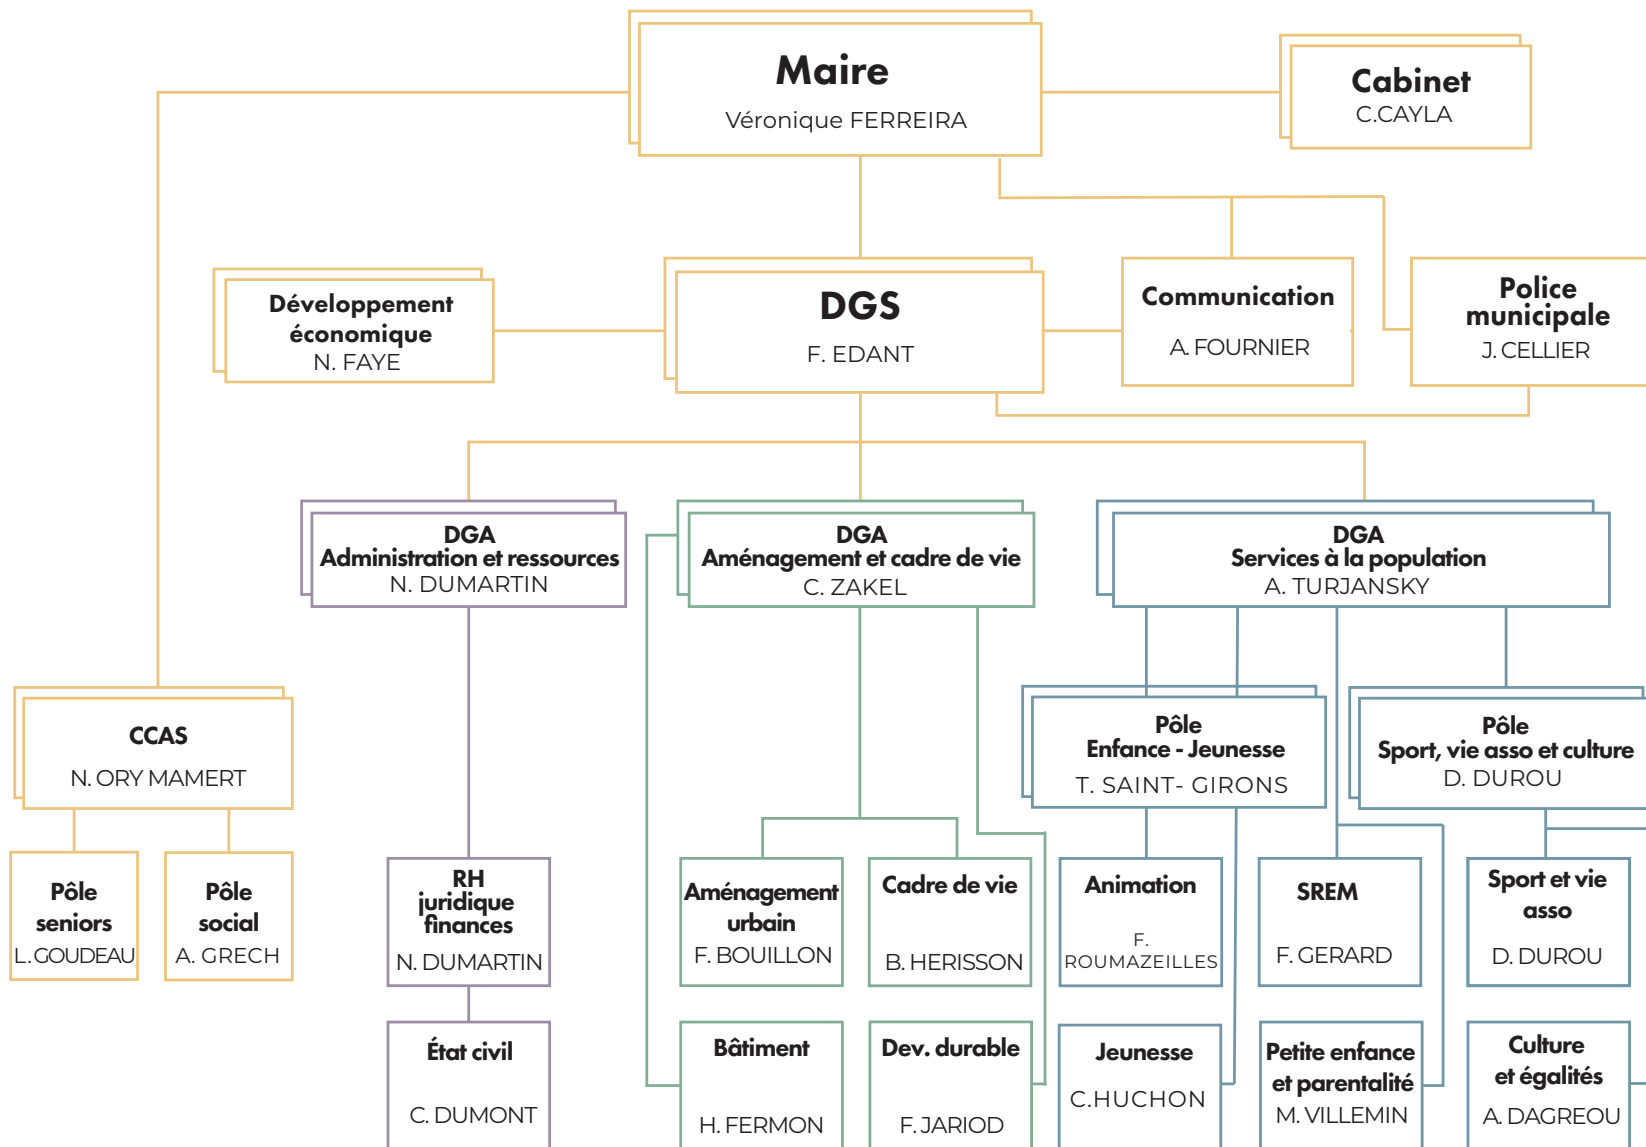 Maire
Véronique FERREIRA
Cabinet
C.CAYLA
Développement
économique
N. FAYE
DGS
F. EDANT
Communication
A. FOURNIER
Police
municipale
J. CELLIER
DGA
Administration et ressources
N. DUMARTIN
DGA
Aménagement et cadre de vie
C. ZAKEL
DGA
Services à la population
A. TURJANSKY
CCAS
N. ORY MAMERT
Pôle
Enfance - Jeunesse
T. SAINT- GIRONS
Pôle
Sport, vie asso et culture
D. DUROU
Pôle
seniors
L. GOUDEAU
Pôle
social
A. GRECH
RH
juridique
finances
N. DUMARTIN
Aménagement
urbain
F. BOUILLON
Cadre de vie
B. HERISSON
Animation
F.
ROUMAZEILLES
SREM
F. GERARD
Sport et vie
asso
D. DUROU
État civil
C. DUMONT
Bâtiment
H. FERMON
Dev. durable
F. JARIOD
Jeunesse
C.HUCHON
Petite enfance
et parentalité
M. VILLEMIN
Culture
et égalités
A. DAGREOU